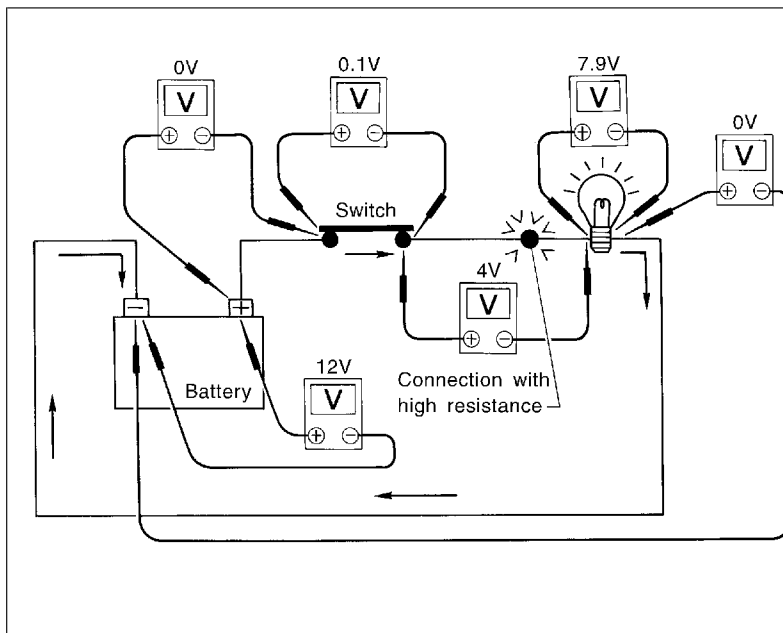 0V
V
+ −
0.1V
V
+ −
7.9V
V
+ −
0V
V
+ −
Switch
4V
V
+ −
− +
Battery
12V
V
+ −
Connection with
high resistance